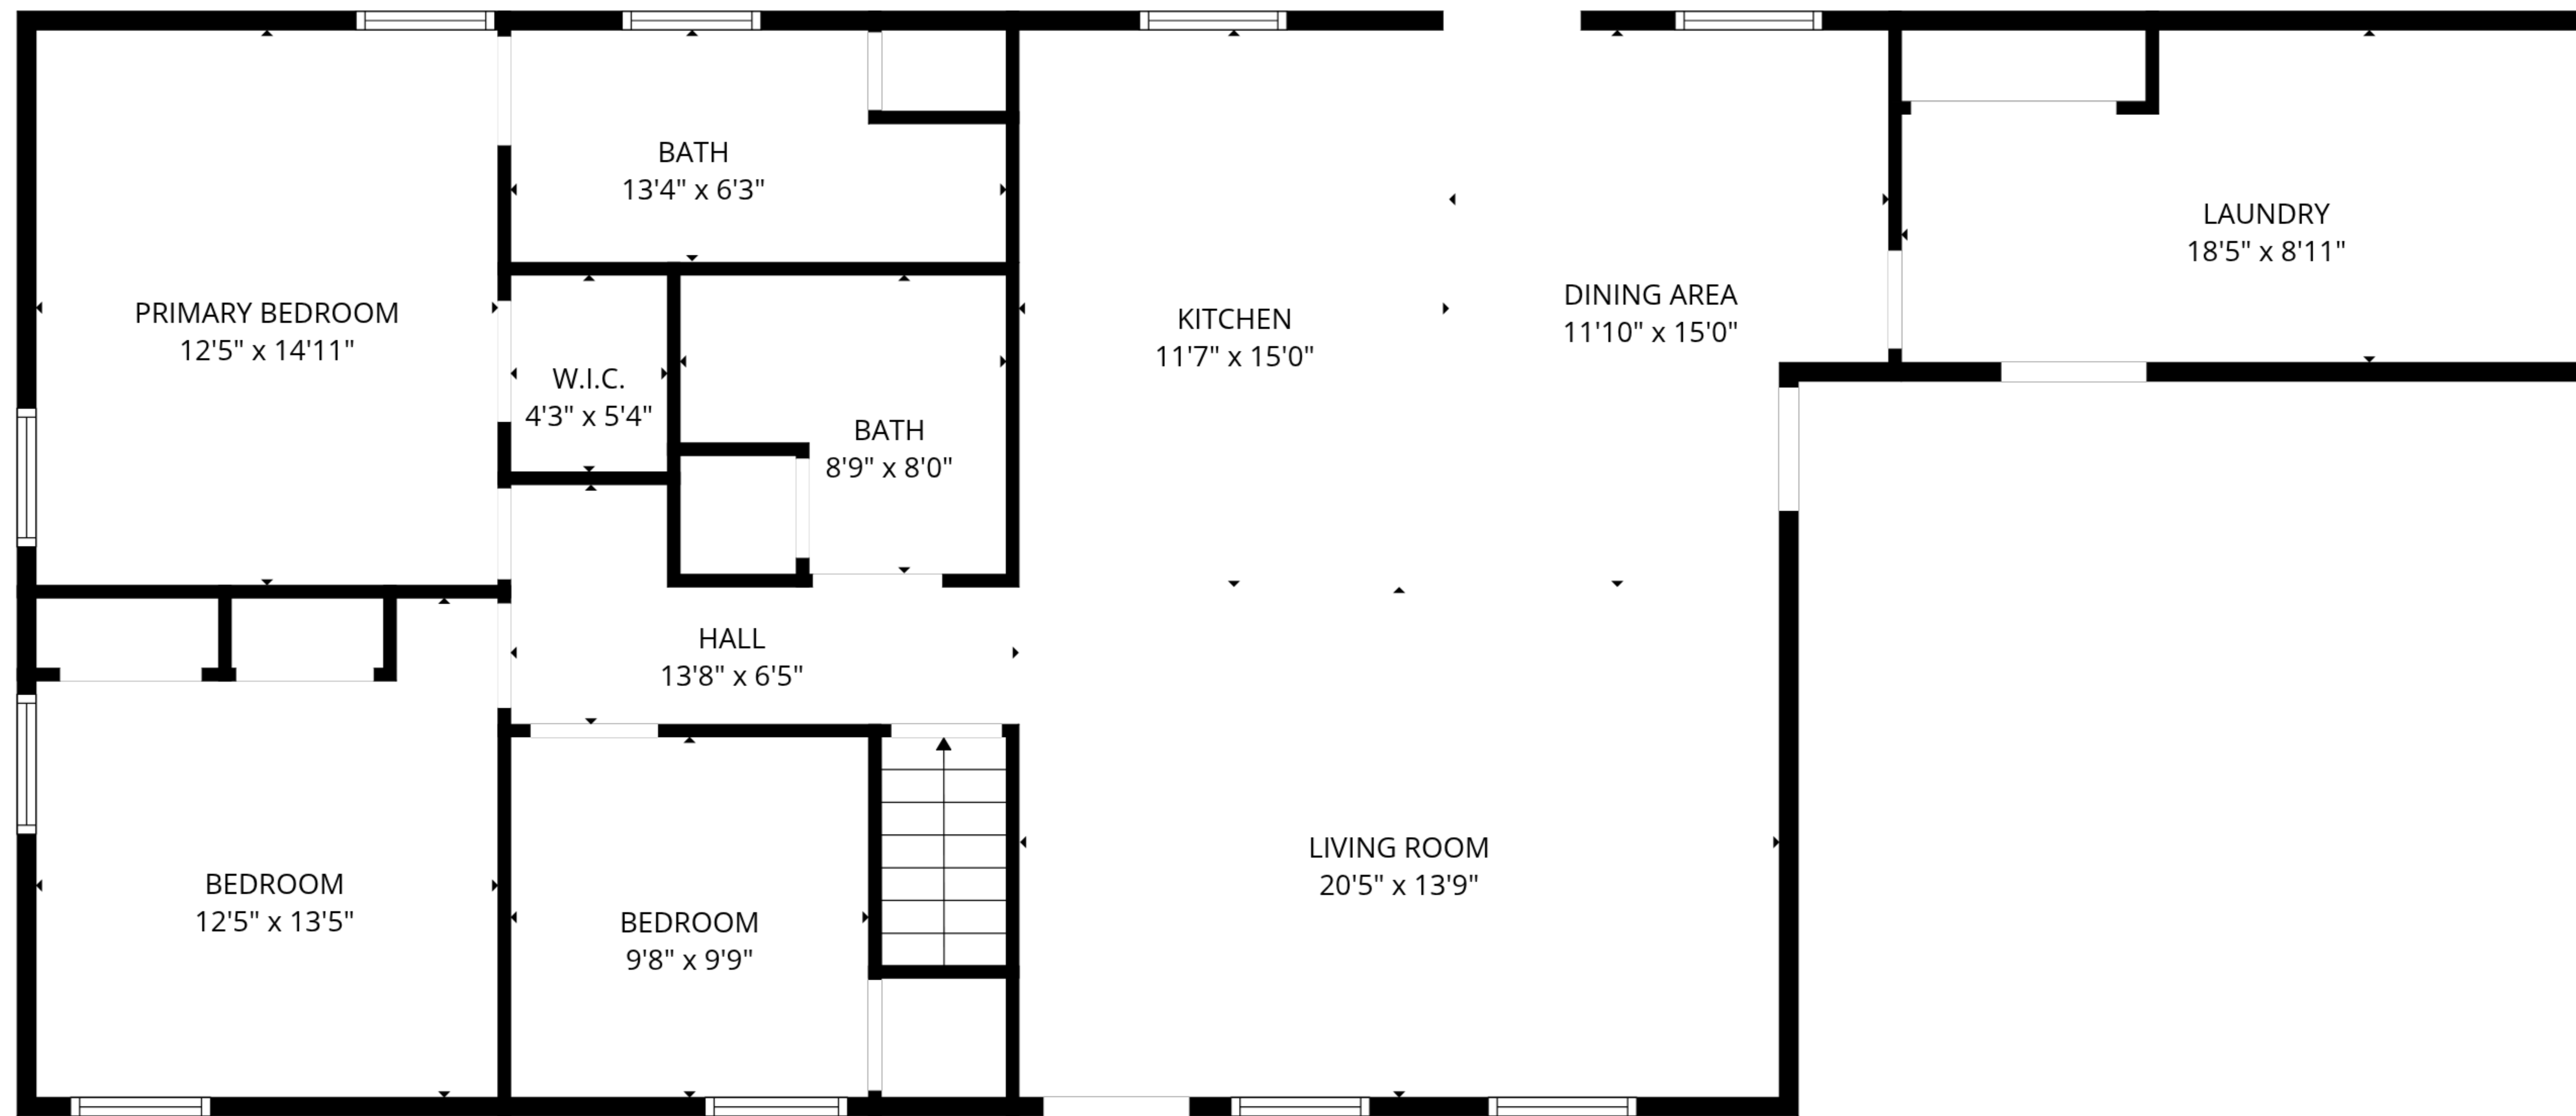 BATH
13'4" x 6'3"
LAUNDRY
18'5" x 8'11"
PRIMARY BEDROOM
12'5" x 14'11"
KITCHEN
11'7" x 15'0"
DINING AREA
11'10" x 15'0"
W.I.C.
4'3" x 5'4"
BATH
8'9" x 8'0"
HALL
13'8" x 6'5"
BEDROOM
12'5" x 13'5"
BEDROOM
9'8" x 9'9"
LIVING ROOM
20'5" x 13'9"